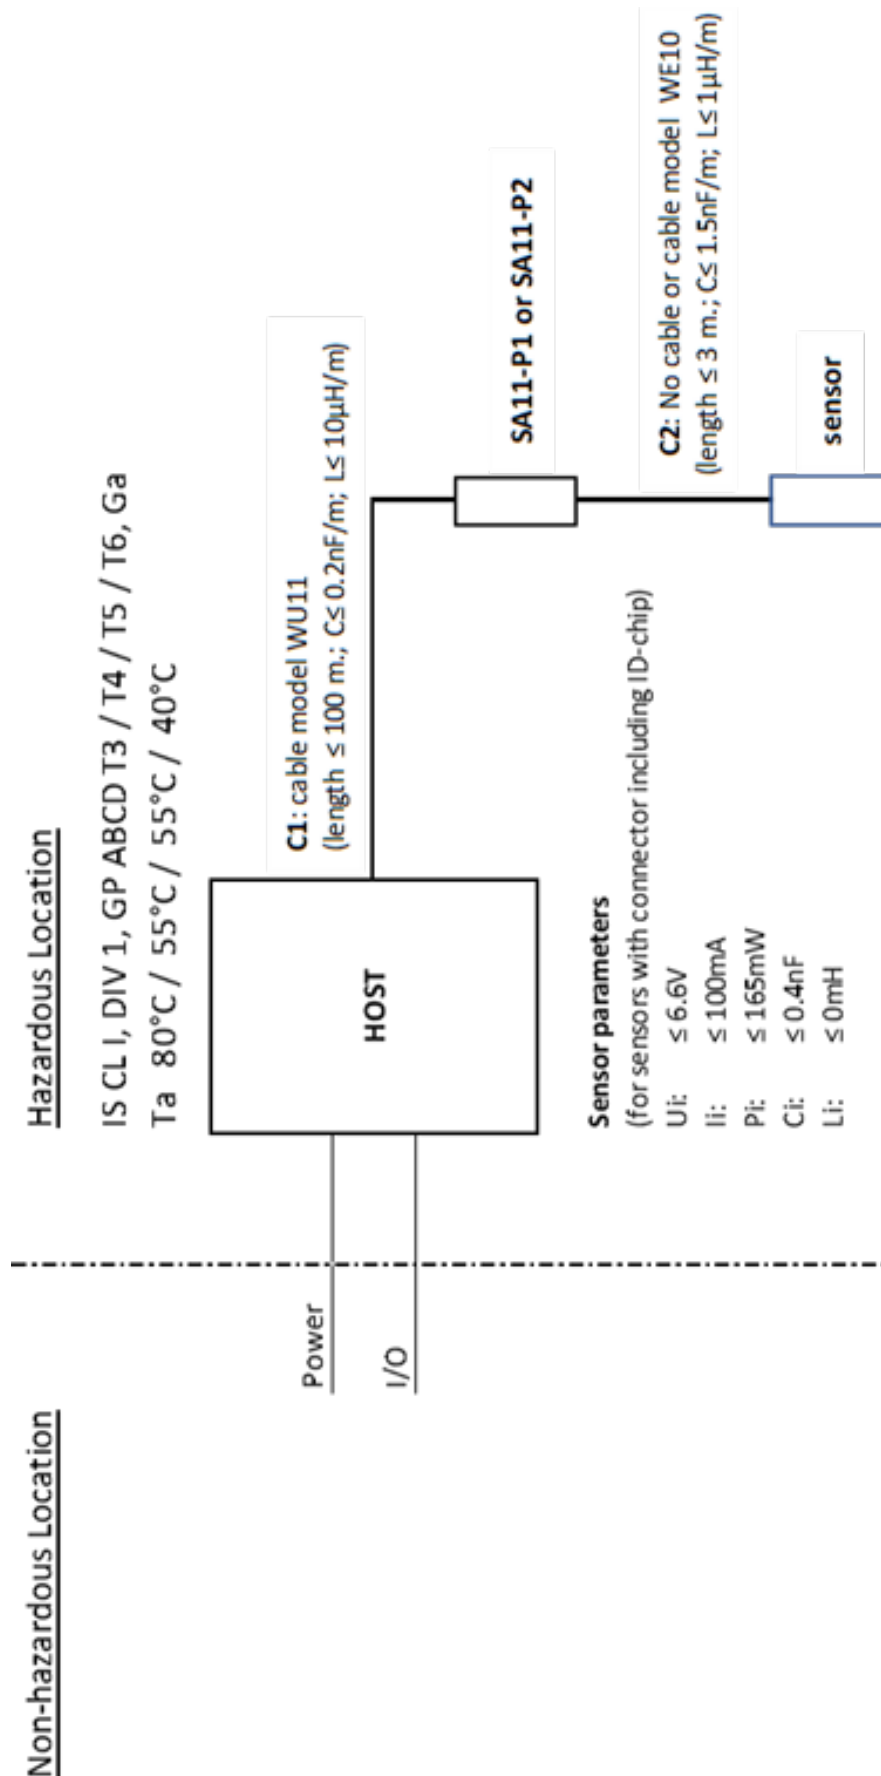 Non-hazardous Location
Hazardous Location
IS CL I, DIV 1, GP ABCD T3 / T4 / T5 / T6, Ga
Ta 80°C / 55°C / 55°C / 40°C
Power
I/O
HOST
C1: cable model WU11
(length ≤ 100 m.; C≤ 0.2nF/m; L≤ 10µH/m)
SA11-P1 or SA11-P2
C2: No cable or cable model WE10
(length ≤ 3 m.; C≤ 1.5nF/m; L≤ 1µH/m)
sensor
Sensor parameters
(for sensors with connector including ID-chip)
Ui: ≤ 6.6V
Ii: ≤ 100mA
Pi: ≤ 165mW
Ci: ≤ 0.4nF
Li: ≤ 0mH